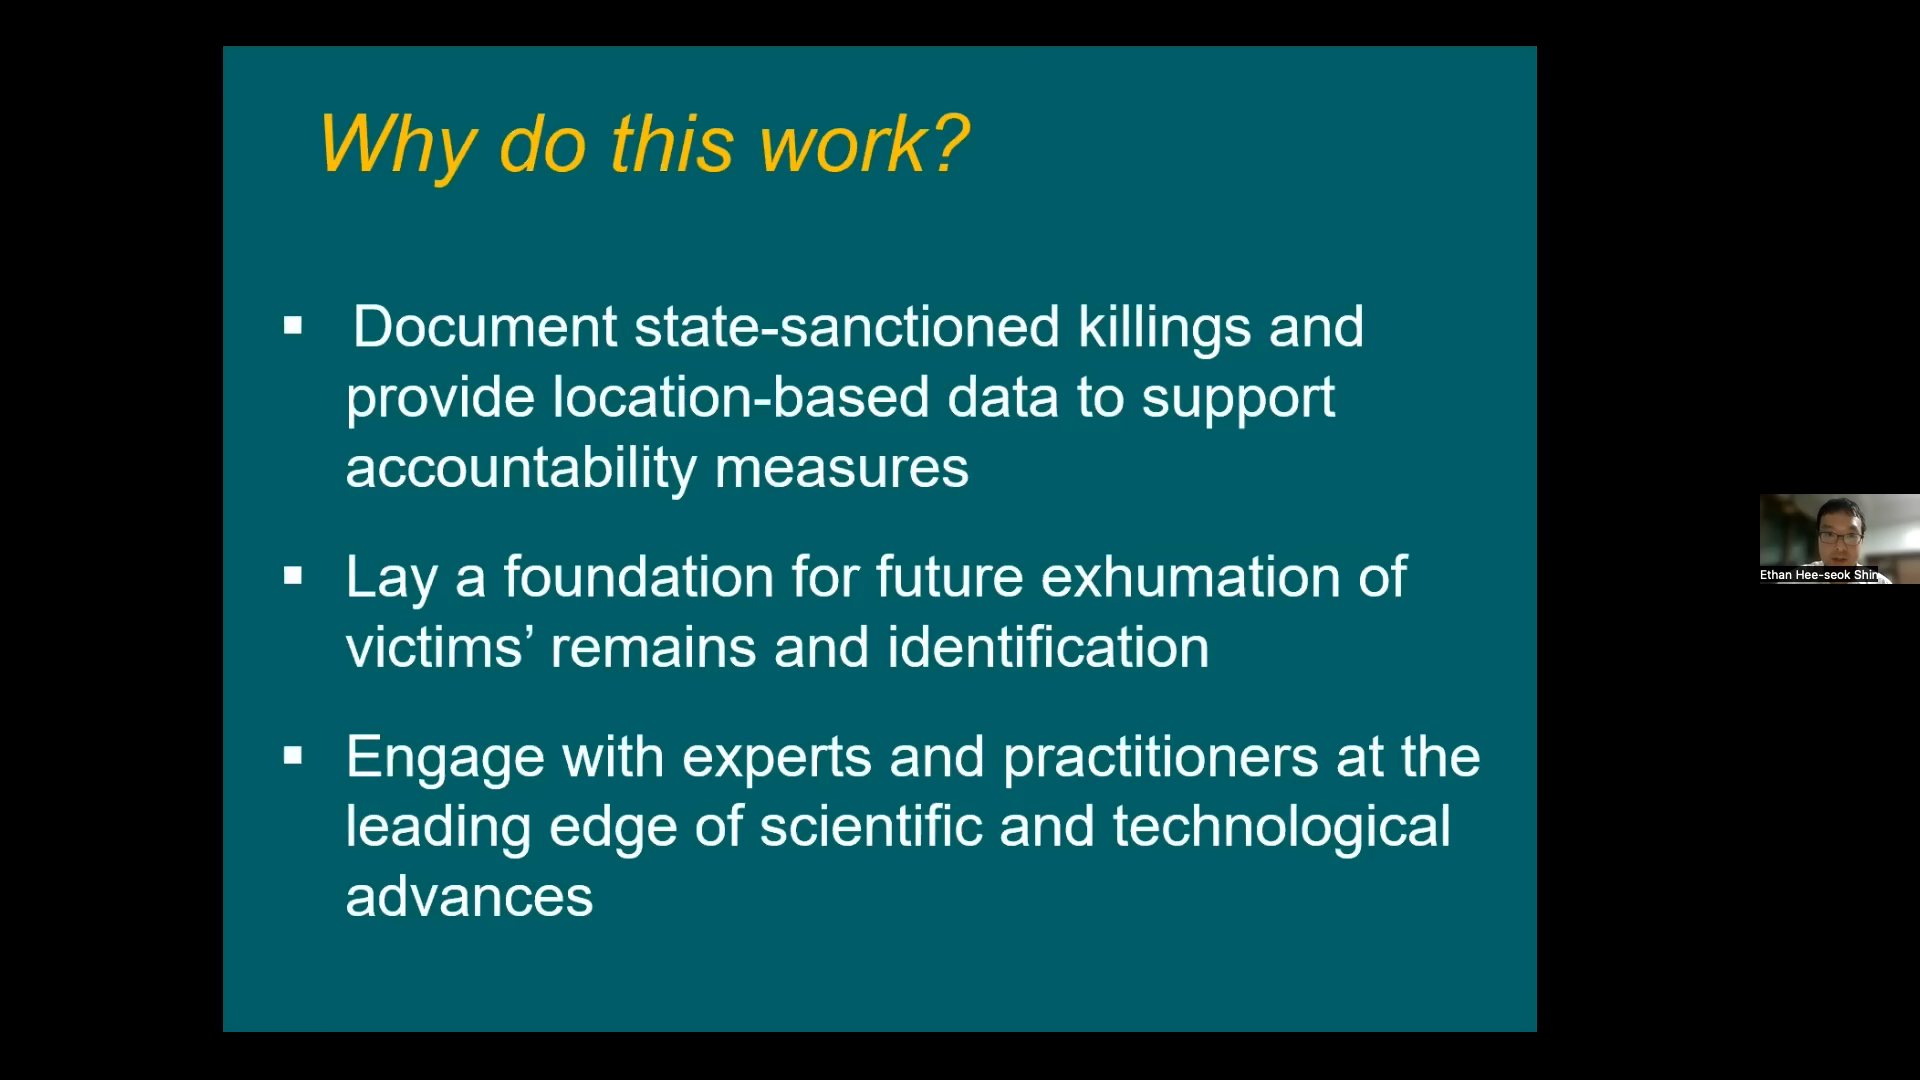 Why do this work?
▪ Document state-sanctioned killings and
provide location-based data to support
accountability measures
▪ Lay a foundation for future exhumation of
victims’ remains and identification
▪ Engage with experts and practitioners at the
leading edge of scientific and technological
advances
Ethan Hee-seok Shin